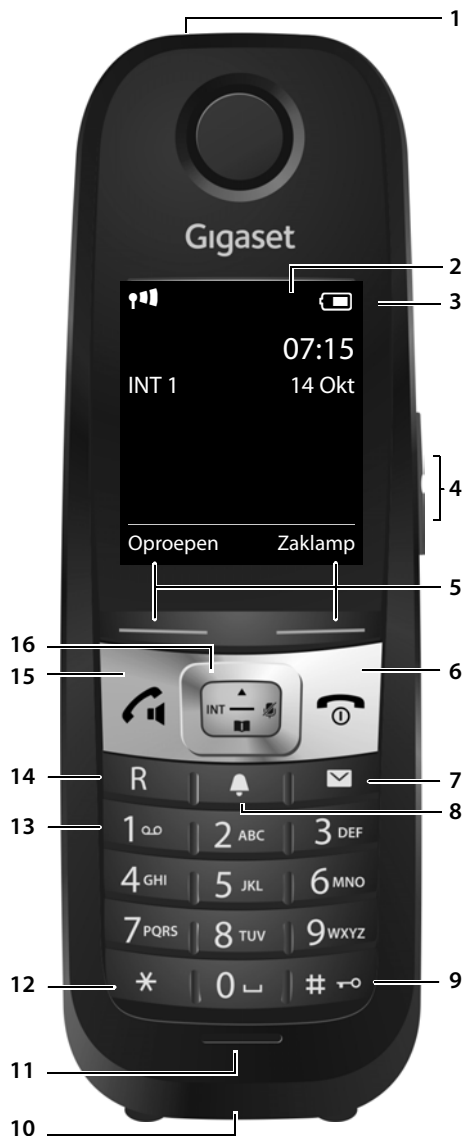 1
Gigaset
2
3
07:15
INT 1 14 Okt
4
Oproepen Zaklamp
5
16
15
6
INT
14
R
7
8
13
1 2 ABC 3 DEF
4 GHI 5 JKL 6 MNO
7 PQRS 8 TUV 9 WXYZ
12
* 0 #
9
11
10